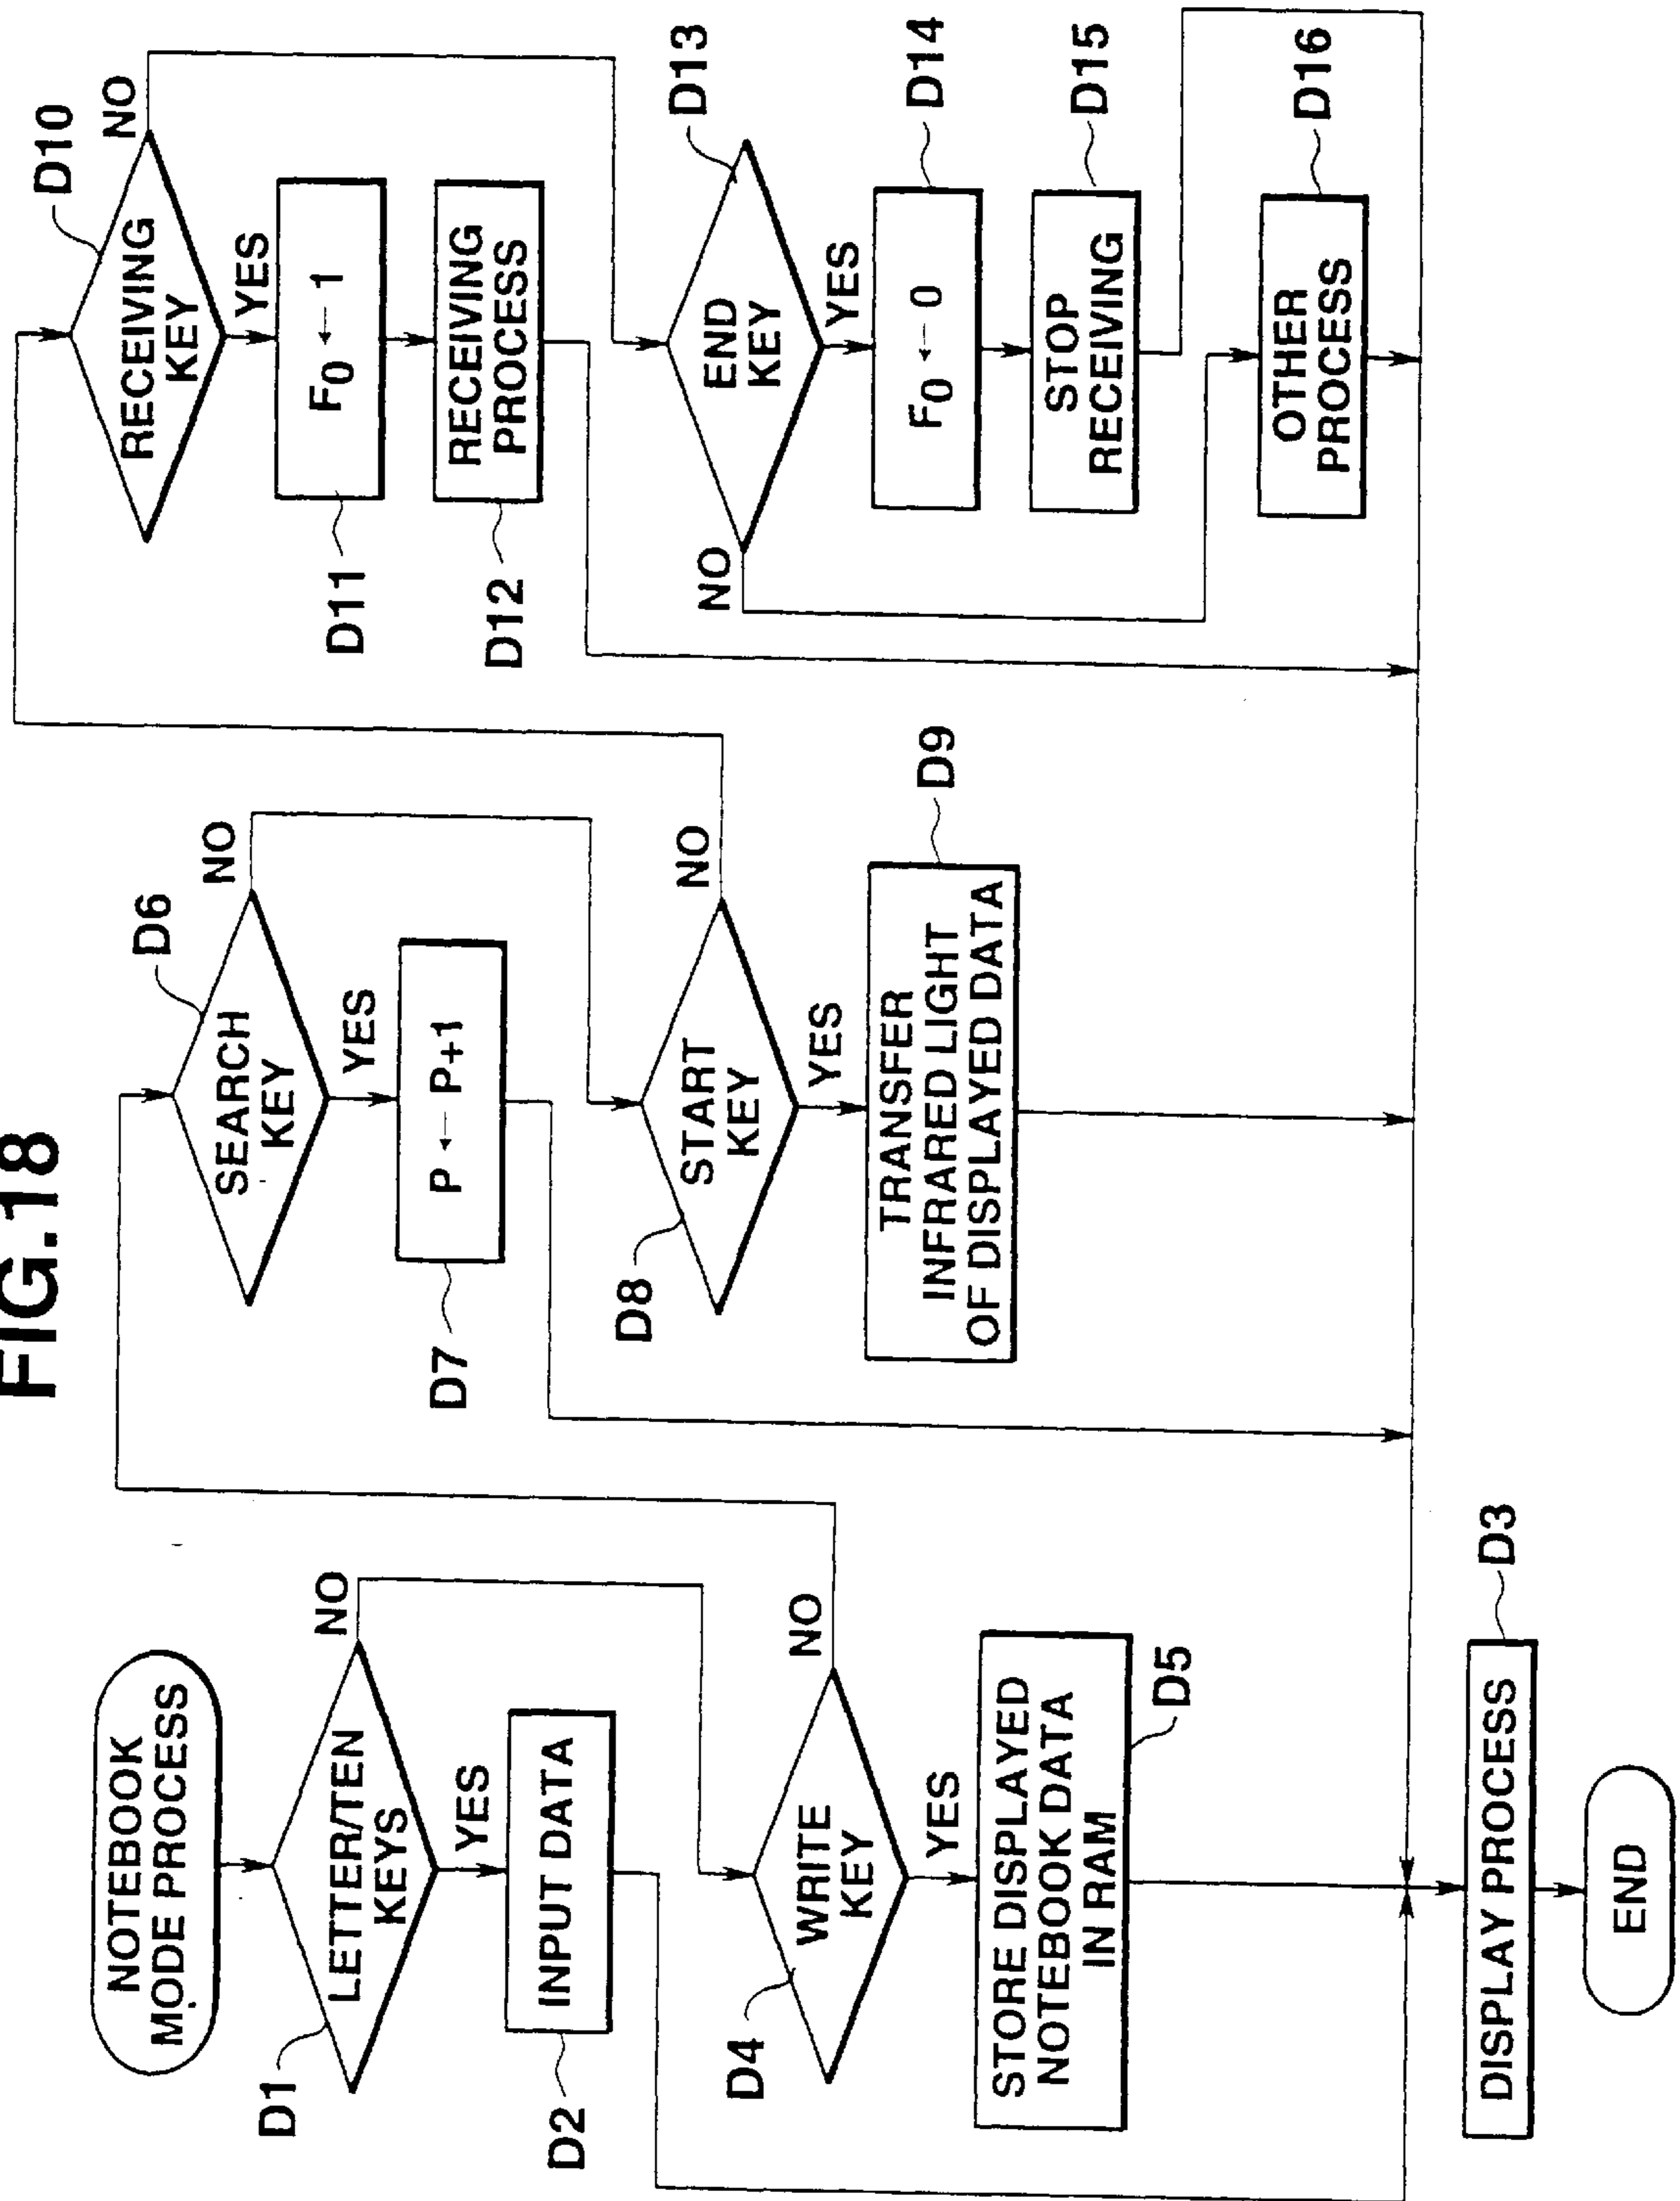 FIG.18
NOTEBOOK
MODE PROCESS
D1
LETTER/TEN
KEYS
NO
YES
D2
INPUT DATA
D4
WRITE
KEY
NO
YES
STORE DISPLAYED
NOTEBOOK DATA
IN RAM
D5
D6
SEARCH
KEY
NO
YES
D7
P ← P+1
D8
START
KEY
NO
YES
TRANSFER
INFRARED LIGHT
OF DISPLAYED DATA
D9
D10
RECEIVING
KEY
NO
YES
D11
F0 ← 1
D12
RECEIVING
PROCESS
D13
END
KEY
NO
YES
F0 ← 0
D14
STOP
RECEIVING
D15
OTHER
PROCESS
D16
DISPLAY PROCESS
D3
END